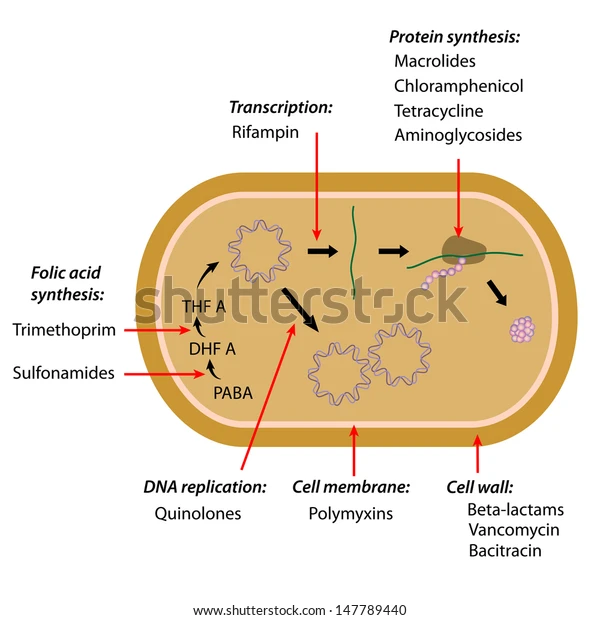 Protein synthesis:
Macrolides
Chloramphenicol
Tetracycline
Aminoglycosides
Transcription:
Rifampin
Folic acid
synthesis:
Trimethoprim
Sulfonamides
THF A
DHF A
PABA
shutterstock
DNA replication:
Quinolones
Cell membrane:
Polymyxins
Cell wall:
Beta-lactams
Vancomycin
Bacitracin
www.shutterstock.com · 147789440